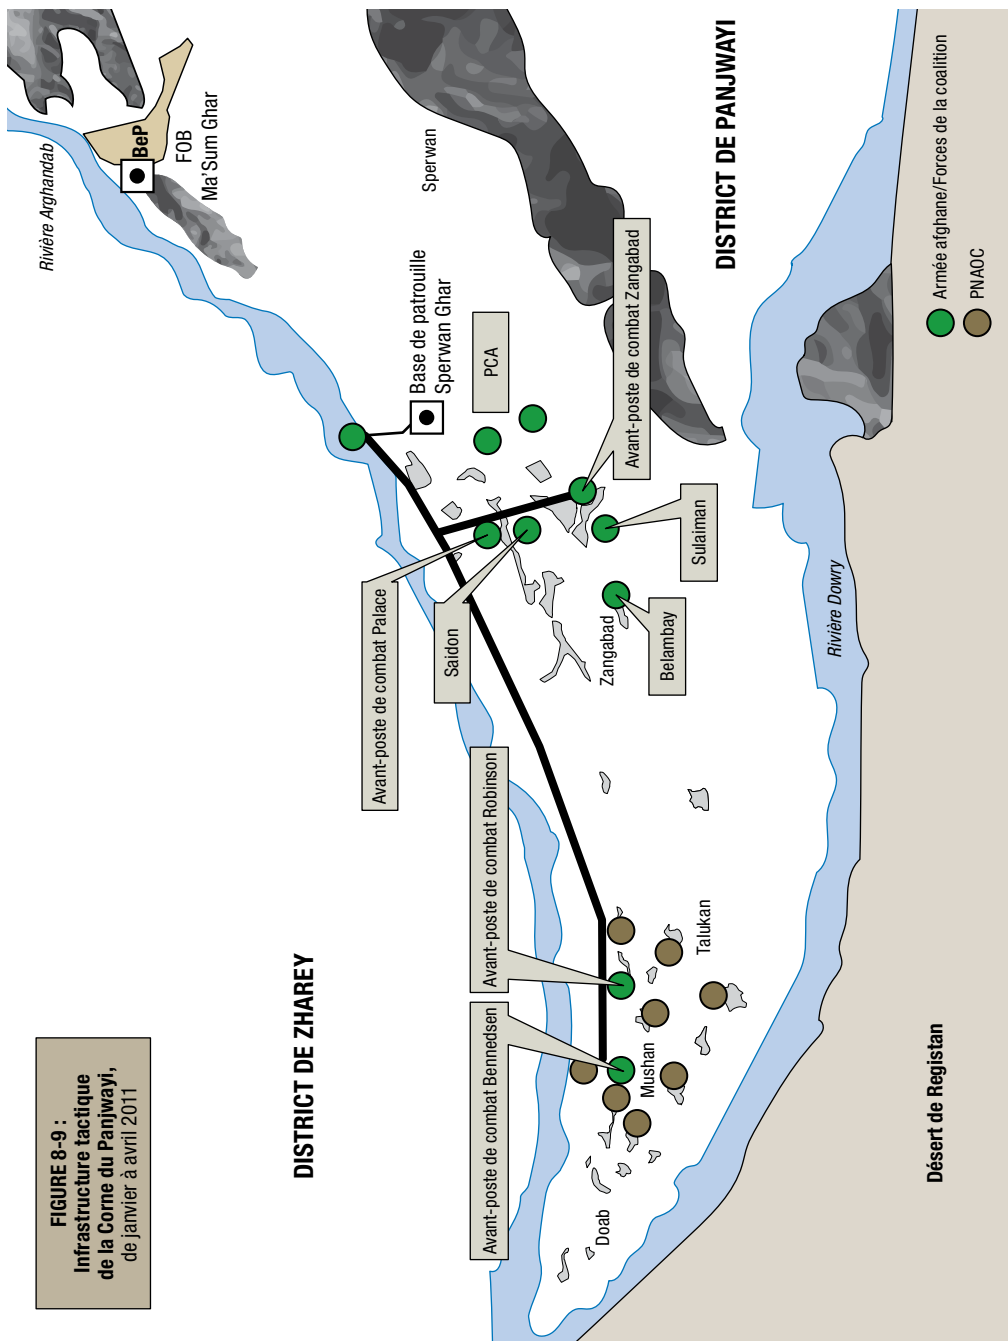 FIGURE 8-9 :
Infrastructure tactique
de la Corne du Panjwayi,
de janvier à avril 2011
DISTRICT DE ZHAREY
Rivière Arghandab
BeP
FOB
Ma’Sum Ghar
Sperwan
DISTRICT DE PANJWAYI
Base de patrouille
Sperwan Ghar
PCA
Avant-poste de combat Zangabad
Avant-poste de combat Palace
Saidon
Sulaiman
Zangabad
Belambay
Avant-poste de combat Robinson
Avant-poste de combat Bennedsen
Talukan
Mushan
Doab
Rivière Dowry
Désert de Registan
Armée afghane/Forces de la coalition
PNAOC